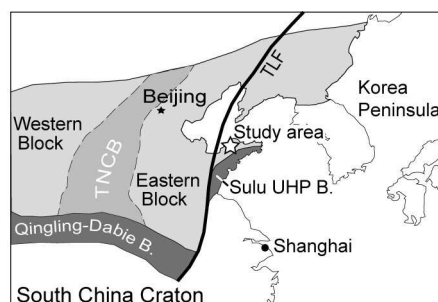 TLF
Korea
Peninsula
Beijing
Western
Block
TNCB
Study area
Eastern
Block
Sulu UHP B.
Qingling-Dabie B.
Shanghai
South China Craton